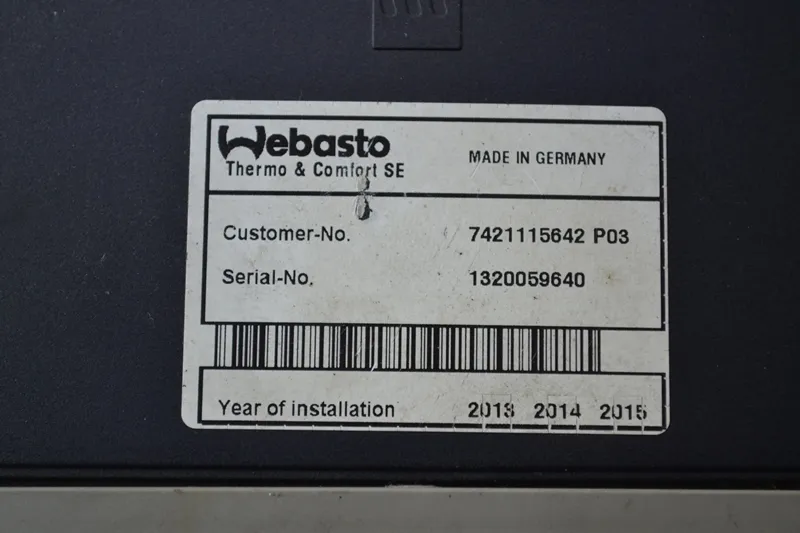 Webasto
Thermo & Comfort SE
MADE IN GERMANY
Customer-No. 7421115642 P03
Serial-No. 1320059640
Year of installation 2013 2014 2015